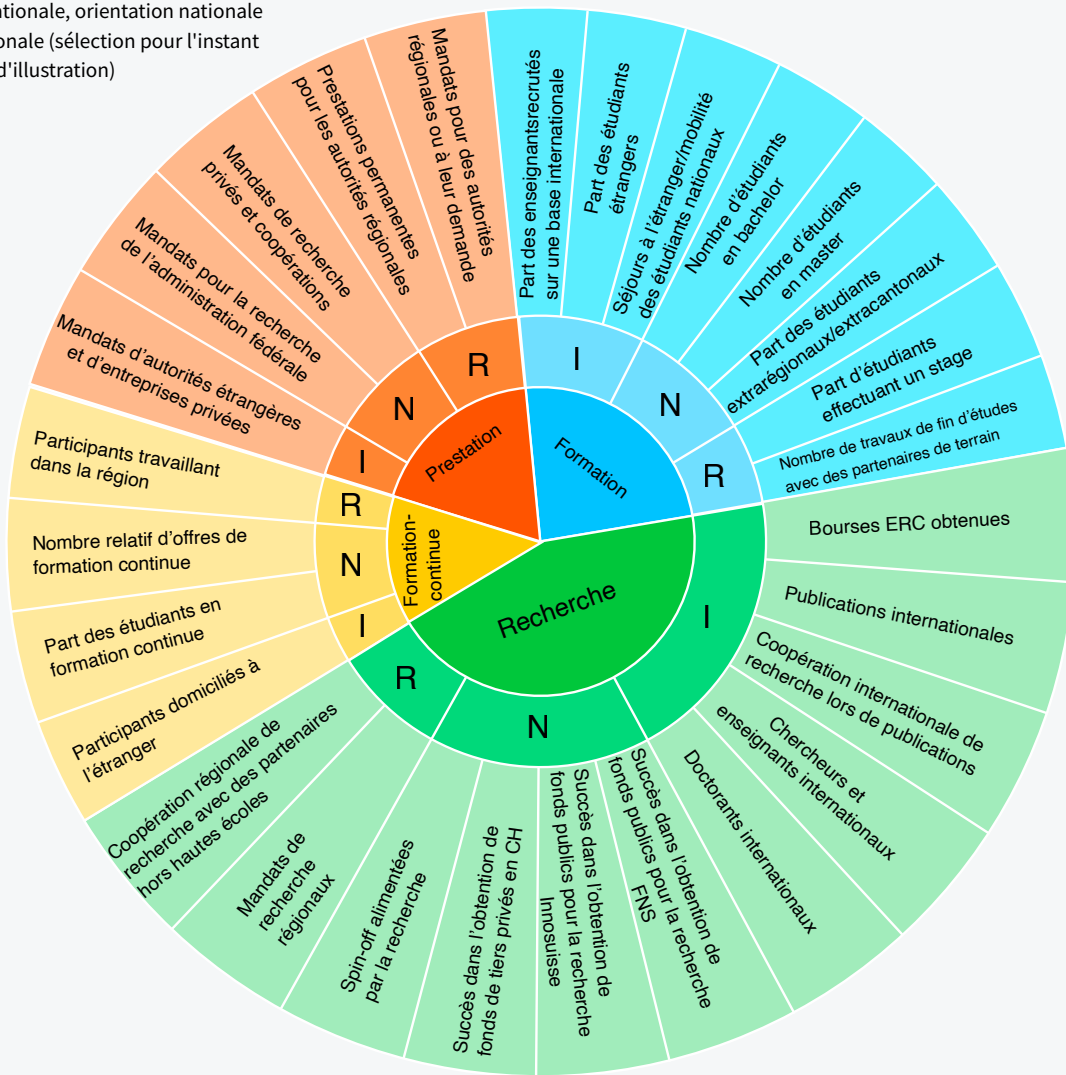 ationale, orientation nationale
onale (sélection pour l'instant
d'illustration)
Part des enseignantsrecrutés
sur une base internationale
Part des étudiants
étrangers
Séjours à l'étranger/mobilité
des étudiants nationaux
Nombre d'étudiants
en bachelor
Nombre d'étudiants
en master
Part des étudiants
extrarégionaux/extracantonaux
Part d'étudiants
effectuant un stage
Nombre de travaux de fin d'études
avec des partenaires de terrain
Bourses ERC obtenues
Publications internationales
Coopération internationale de
recherche lors de publications
Chercheurs et
enseignants internationaux
Doctorants internationaux
Succès dans l'obtention de
fonds publics pour la recherche
FNS
Succès dans l'obtention de
fonds publics pour la recherche
Innosuisse
Succès dans l'obtention de
fonds de tiers privés en CH
Spin-off alimentées
par la recherche
Mandats de
recherche
régionaux
Coopération régionale de
recherche avec des partenaires
hors hautes écoles
Participants domiciliés à
l'étranger
Part des étudiants en
formation continue
Nombre relatif d'offres de
formation continue
Participants travaillant
dans la région
Mandats d'autorités étrangères
et d'entreprises privées
Mandats pour la recherche
de l'administration fédérale
Mandats de recherche
privés et coopérations
Prestations permanentes
pour les autorités régionales
Mandats pour des autorités
régionales ou à leur demande
I
N
R
I
N
R
I
N
R
I
N
R
Formation
Recherche
Formation-
continue
Prestation